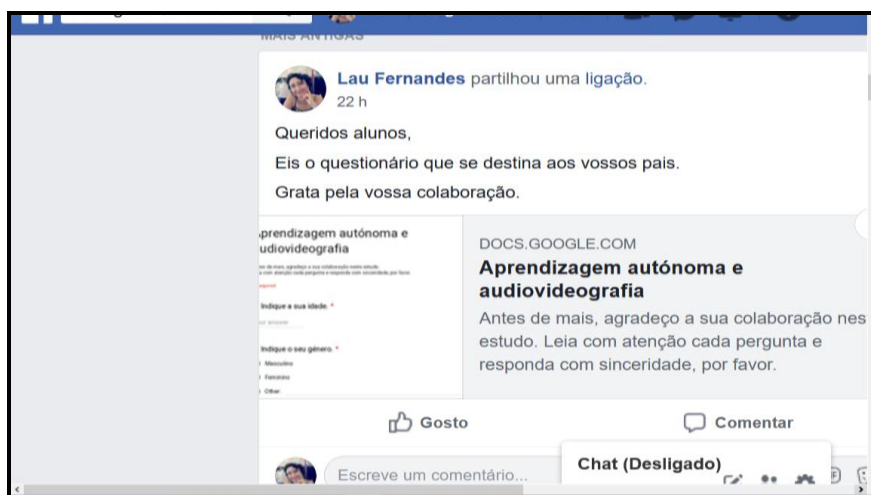 MAIS ANTIGAS
Lau Fernandes partilhou uma ligação.
22 h
Queridos alunos,
Eis o questionário que se destina aos vossos pais.
Grata pela vossa colaboração.
prendizagem autónoma e
udiovideografia
Indique a sua idade. *
Indique o seu género. *
Masculino
Feminino
Other
DOCS.GOOGLE.COM
Aprendizagem autónoma e
audiovideografia
Antes de mais, agradeço a sua colaboração nes
estudo. Leia com atenção cada pergunta e
responda com sinceridade, por favor.
Gosto
Comentar
Escreve um comentário...
Chat (Desligado)